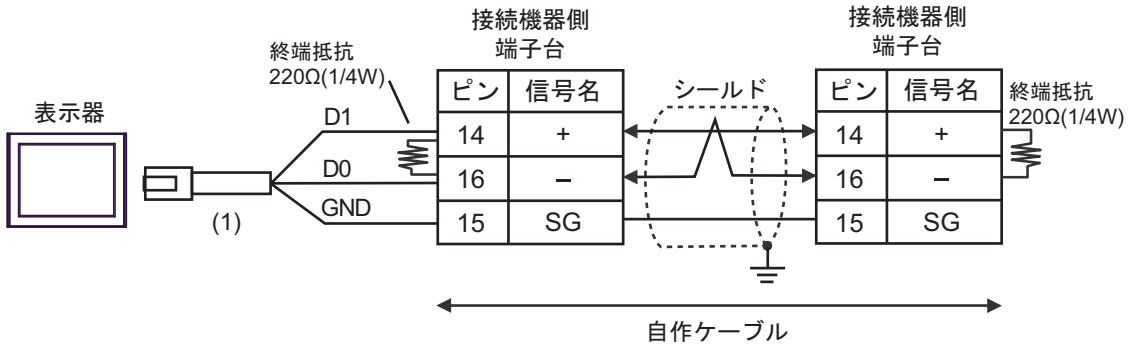 接続機器側
端子台
接続機器側
端子台
終端抵抗
220Ω(1/4W)
ピン 信号名
シールド
ピン 信号名
終端抵抗
220Ω(1/4W)
表示器
D1
14 +
14 +
D0
16 −
16 −
GND
15 SG
15 SG
(1)
自作ケーブル